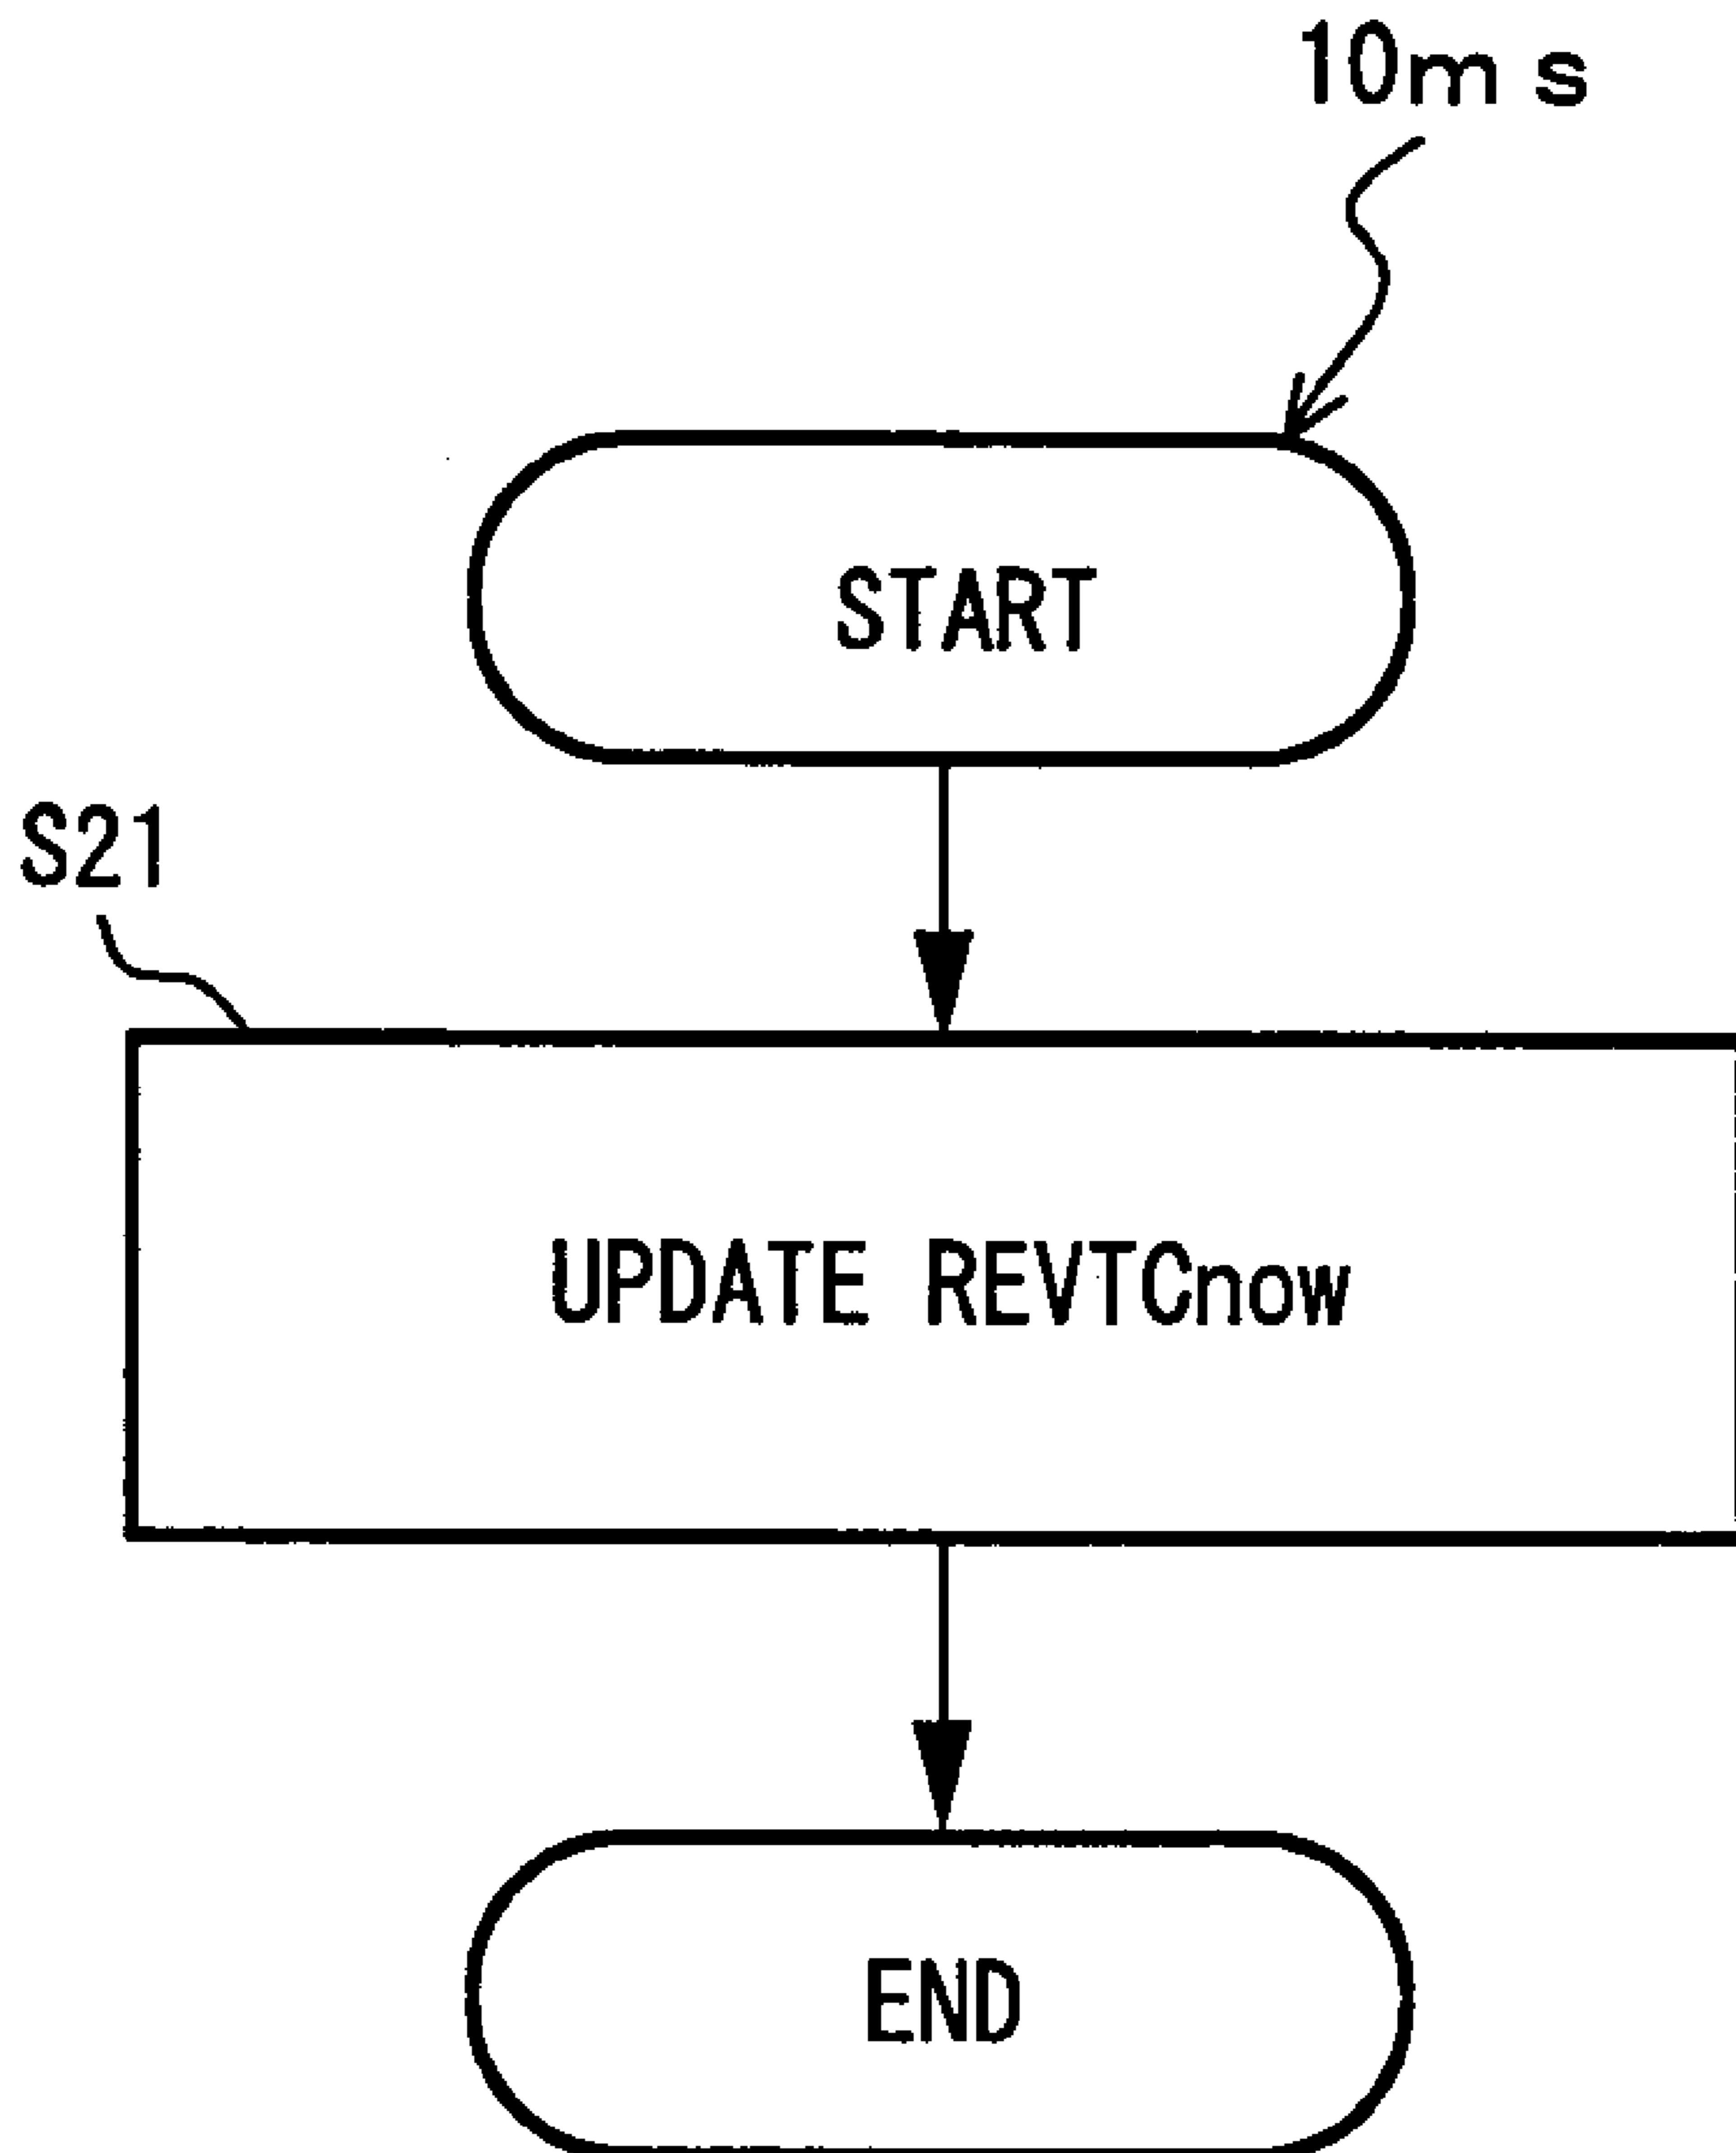 10ms
START
S21
UPDATE REVTCnow
END